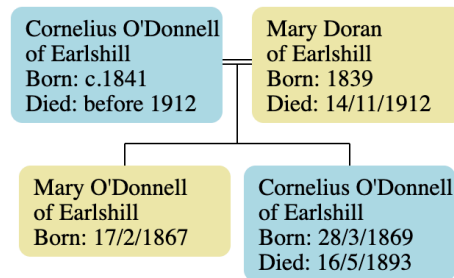 Cornelius O'Donnell
of Earlshill
Born: c.1841
Died: before 1912
Mary Doran
of Earlshill
Born: 1839
Died: 14/11/1912
Mary O'Donnell
of Earlshill
Born: 17/2/1867
Cornelius O'Donnell
of Earlshill
Born: 28/3/1869
Died: 16/5/1893